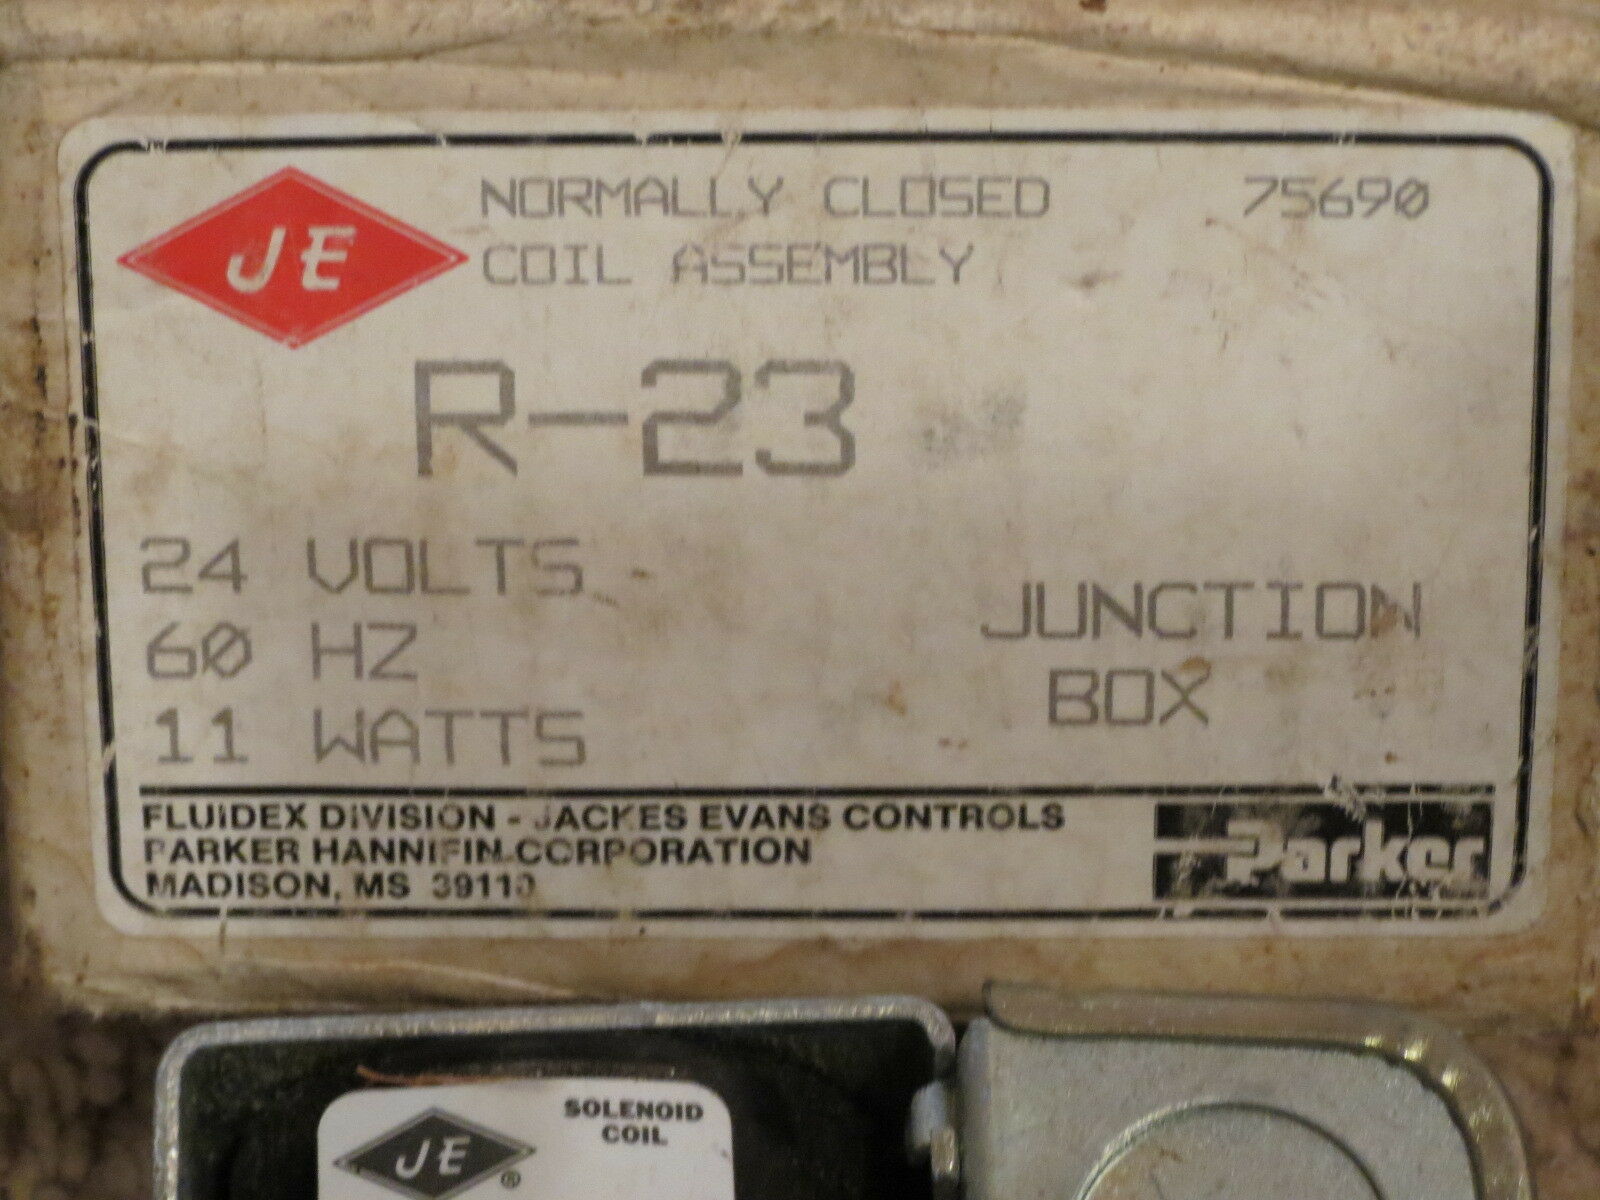 JE
NORMALLY CLOSED 75690
COIL ASSEMBLY
R-23
24 VOLTS
60 HZ
11 WATTS
JUNCTION
BOX
FLUIDEX DIVISION - JACKES EVANS CONTROLS
PARKER HANNIFIN CORPORATION
MADISON, MS 39110
Parker
SOLENOID
COIL
JE ®